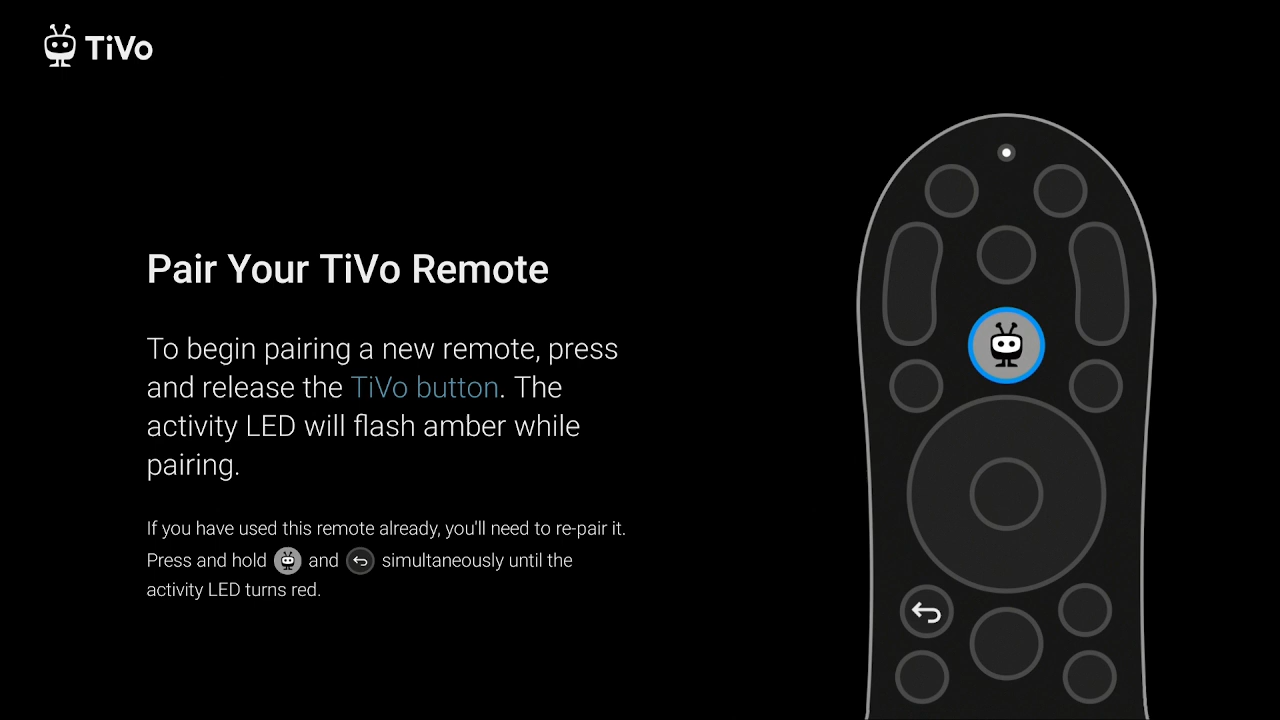 TiVo
Pair Your TiVo Remote
To begin pairing a new remote, press
and release the TiVo button. The
activity LED will flash amber while
pairing.
If you have used this remote already, you'll need to re-pair it.
Press and hold and simultaneously until the
activity LED turns red.